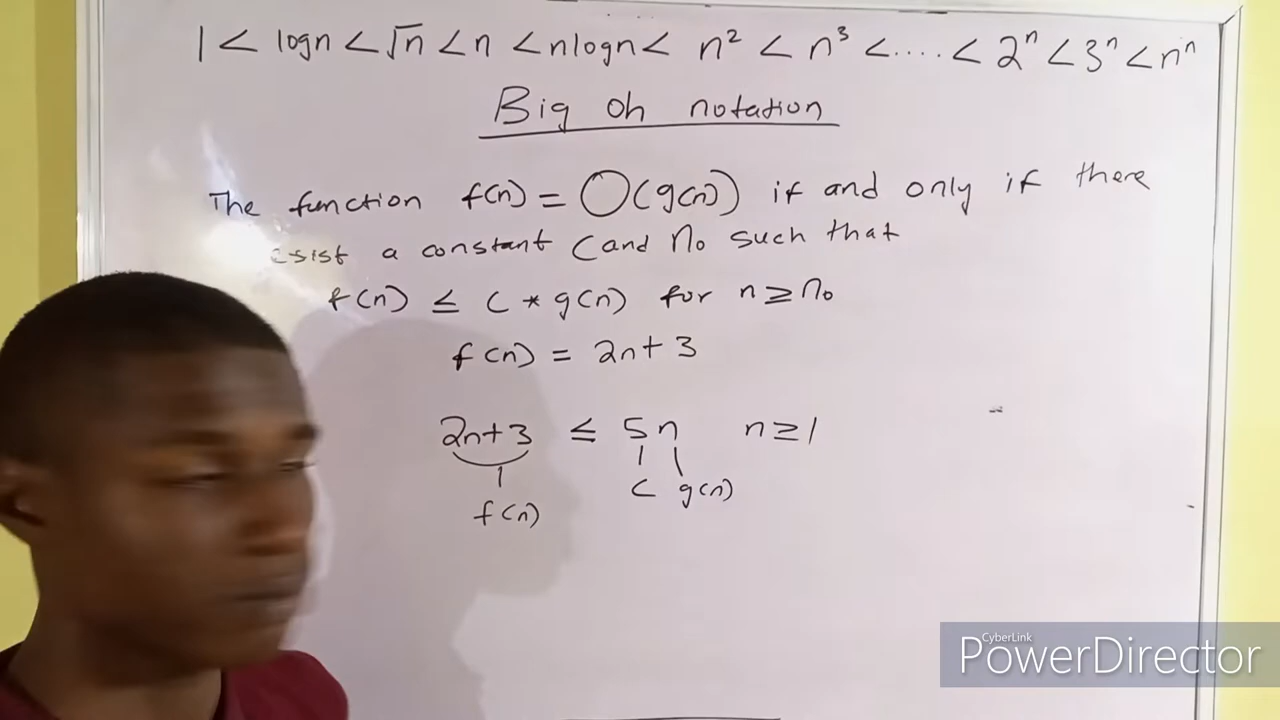 1 < logn < √n < n < nlogn < n² < n³ < .... < 2ⁿ < 3ⁿ < nⁿ
Big Oh notation
The function f(n) = O(g(n)) if and only if there
exsist a constant C and n₀ such that
f(n) ≤ C * g(n) for n ≥ n₀
f(n) = 2n + 3
2n+3 ≤ 5n n ≥ 1
C g(n)
f(n)
CyberLink
PowerDirector